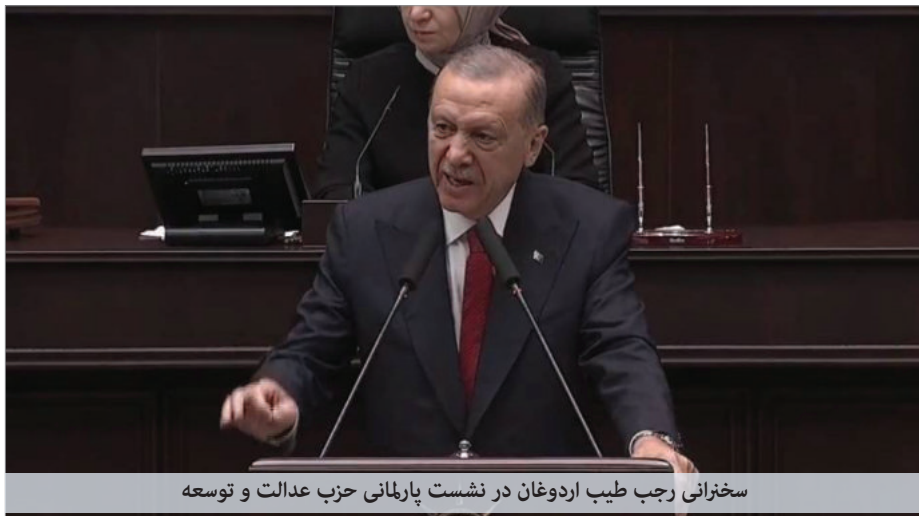 سخنرانی رجب طیب اردوغان در نشست پارلمانی حزب عدالت و توسعه